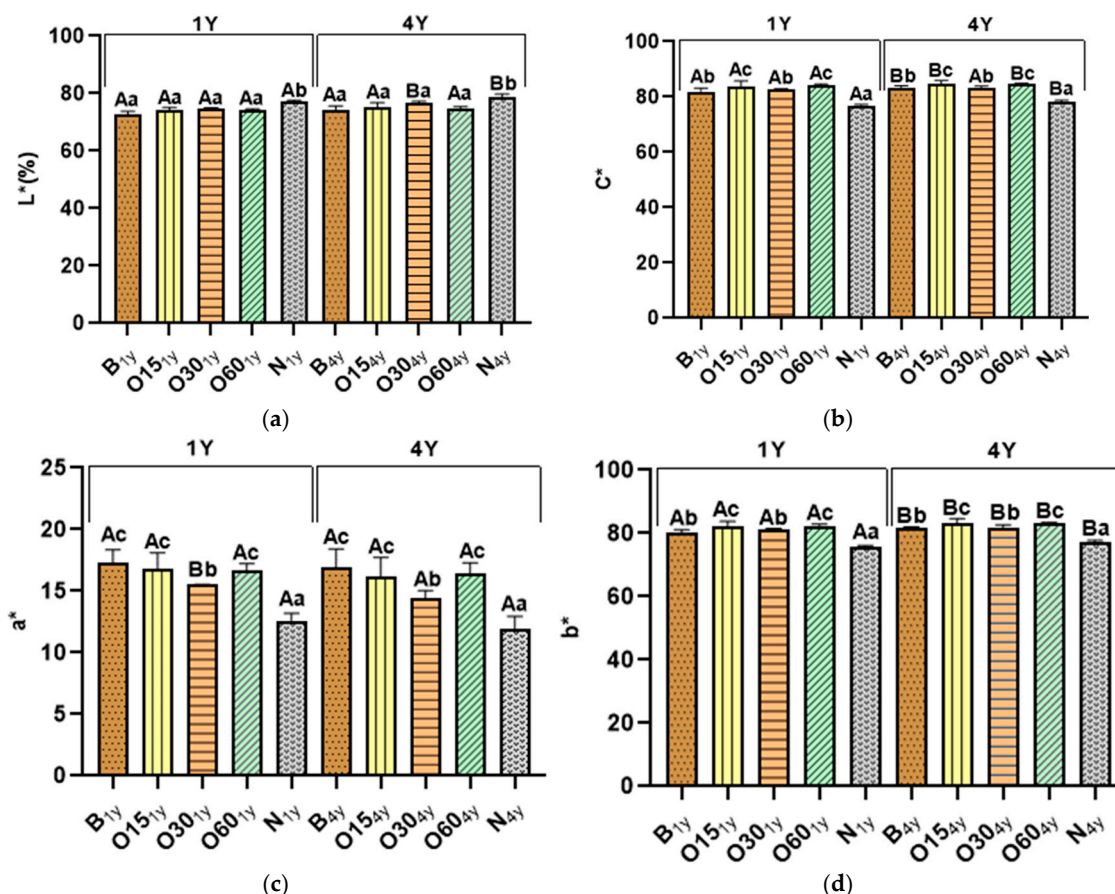 1Y 4Y
100
80
60
40
20
0
L*(%)
Aa Aa Aa Aa Ab Aa Aa Ba Aa Bb
B1y O151y O301y O601y N1y B4y O154y O304y O604y N4y
(a)
1Y 4Y
100
80
60
40
20
0
C*
Ab Ac Ab Ac Aa Bb Bc Ab Bc Ba
B1y O151y O301y O601y N1y B4y O154y O304y O604y N4y
(b)
1Y 4Y
25
20
15
10
5
0
a*
Ac Ac Bb Ac Aa Ac Ac Ab Ac Aa
B1y O151y O301y O601y N1y B4y O154y O304y O604y N4y
(c)
1Y 4Y
100
80
60
40
20
0
b*
Ab Ac Ab Ac Aa Bb Bc Bb Bc Ba
B1y O151y O301y O601y N1y B4y O154y O304y O604y N4y
(d)